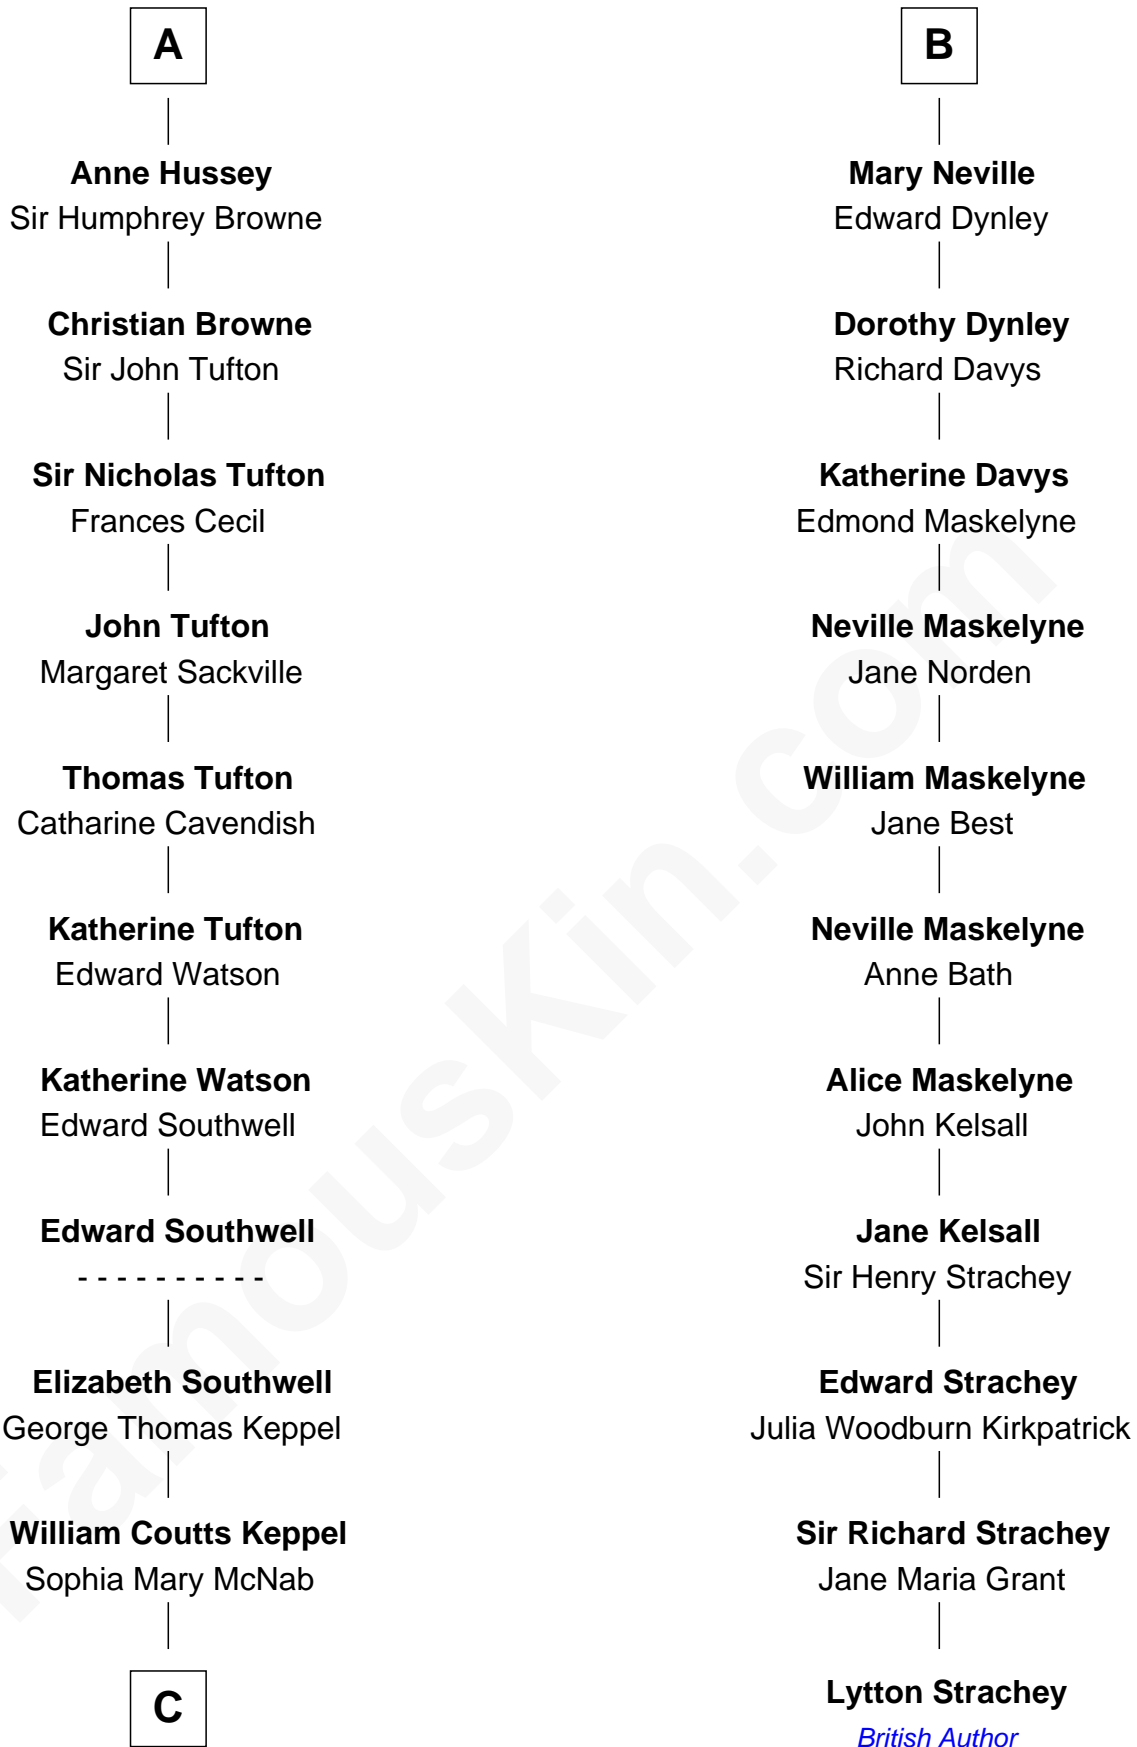 A
Anne Hussey
Sir Humphrey Browne
Christian Browne
Sir John Tufton
Sir Nicholas Tufton
Frances Cecil
John Tufton
Margaret Sackville
Thomas Tufton
Catharine Cavendish
Katherine Tufton
Edward Watson
Katherine Watson
Edward Southwell
Edward Southwell
- - - - - - - - - -
Elizabeth Southwell
George Thomas Keppel
William Coutts Keppel
Sophia Mary McNab
C
B
Mary Neville
Edward Dynley
Dorothy Dynley
Richard Davys
Katherine Davys
Edmond Maskelyne
Neville Maskelyne
Jane Norden
William Maskelyne
Jane Best
Neville Maskelyne
Anne Bath
Alice Maskelyne
John Kelsall
Jane Kelsall
Sir Henry Strachey
Edward Strachey
Julia Woodburn Kirkpatrick
Sir Richard Strachey
Jane Maria Grant
Lytton Strachey
British Author
FamousKin.com